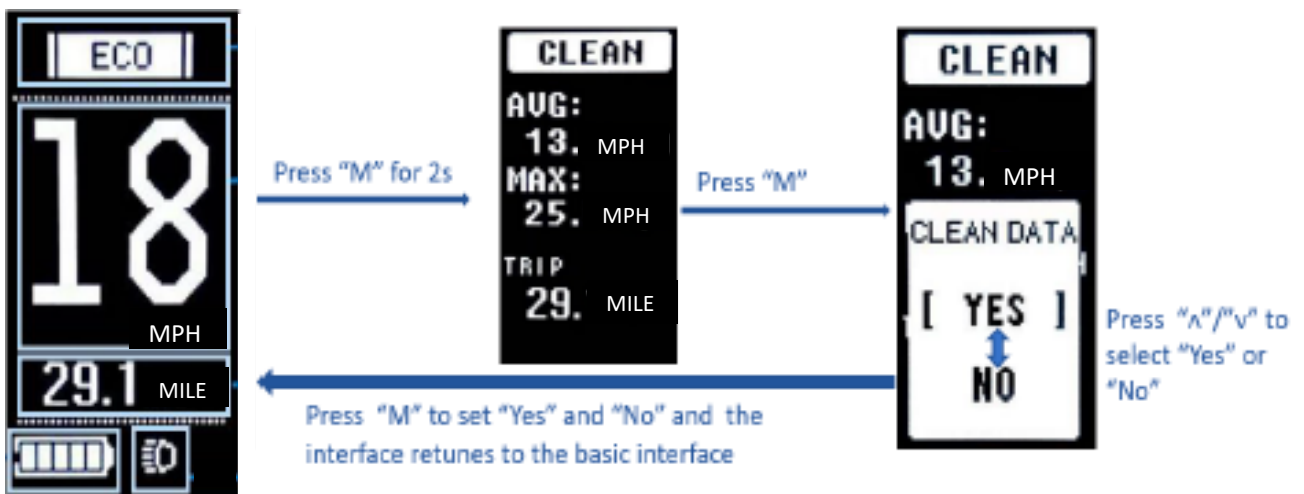 ECO
18
MPH
29.1 MILE
Press “M” for 2s
CLEAN
AVG:
13. MPH
MAX:
25. MPH
TRIP
29. MILE
Press “M”
CLEAN
AVG:
13. MPH
CLEAN DATA
[ YES ]
NO
Press “ʌ”/“v” to
select “Yes” or
“No”
Press “M” to set “Yes” and “No” and the
interface retunes to the basic interface